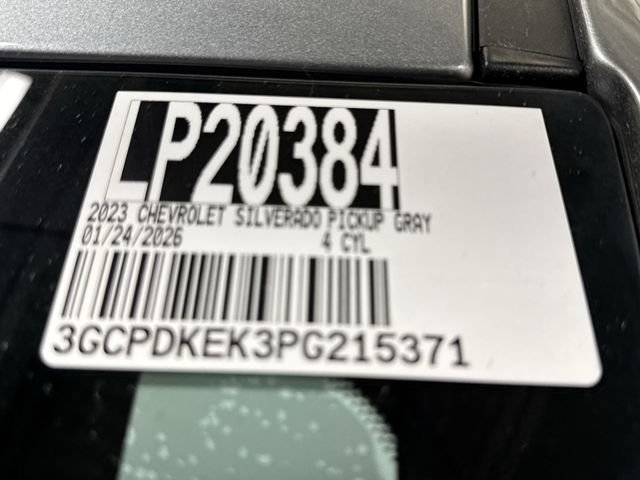 LP20384
2023 CHEVROLET SILVERADO PICKUP GRAY
01/24/2026 4 CYL
3GCPDKEK3PG215371